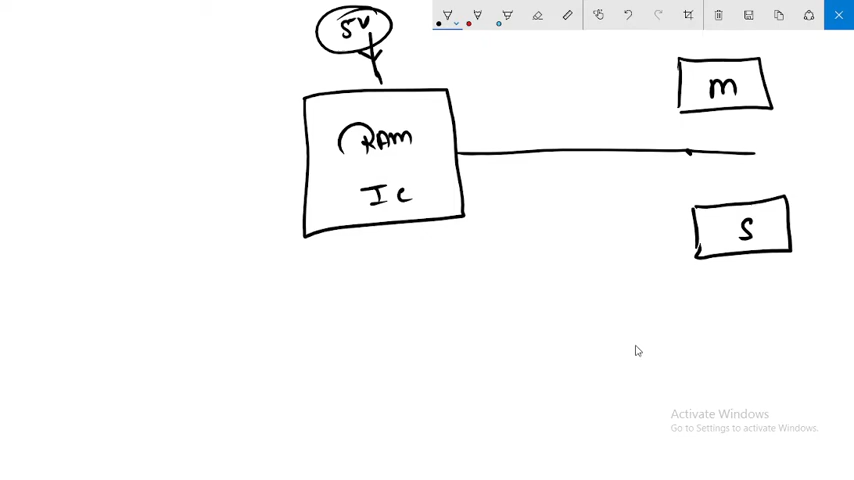 5V
m
RAM
Ic
S
Activate Windows
Go to Settings to activate Windows.